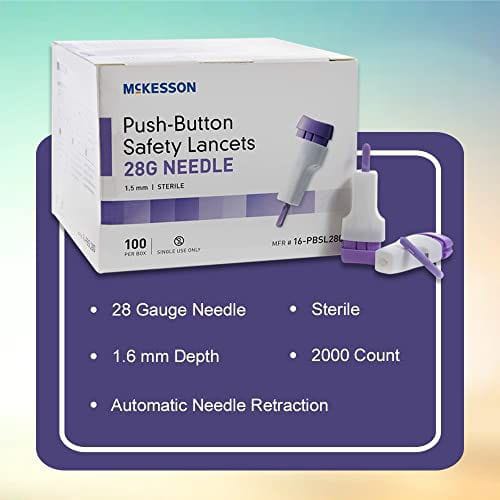 McKESSON
Push-Button
Safety Lancets
28G NEEDLE
1.5 mm | STERILE
100
PER BOX
SINGLE USE ONLY
MFR # 16-PBSL28G
• 28 Gauge Needle
• Sterile
• 1.6 mm Depth
• 2000 Count
• Automatic Needle Retraction